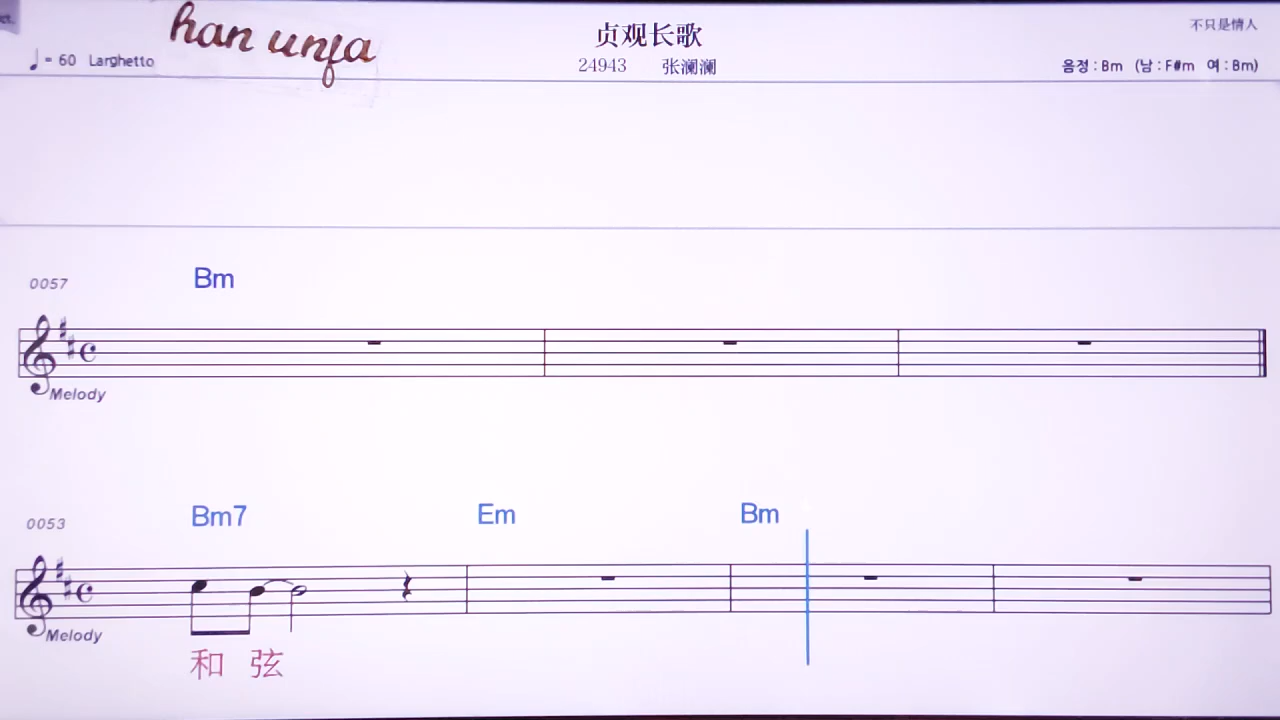 han unfa
贞观长歌
不只是情人
♩= 60 Larghetto
24943 张澜澜
음정 : Bm (남 : F#m 여 : Bm)
0057
Bm
Melody
0053
Bm7 Em Bm
Melody
和 弦